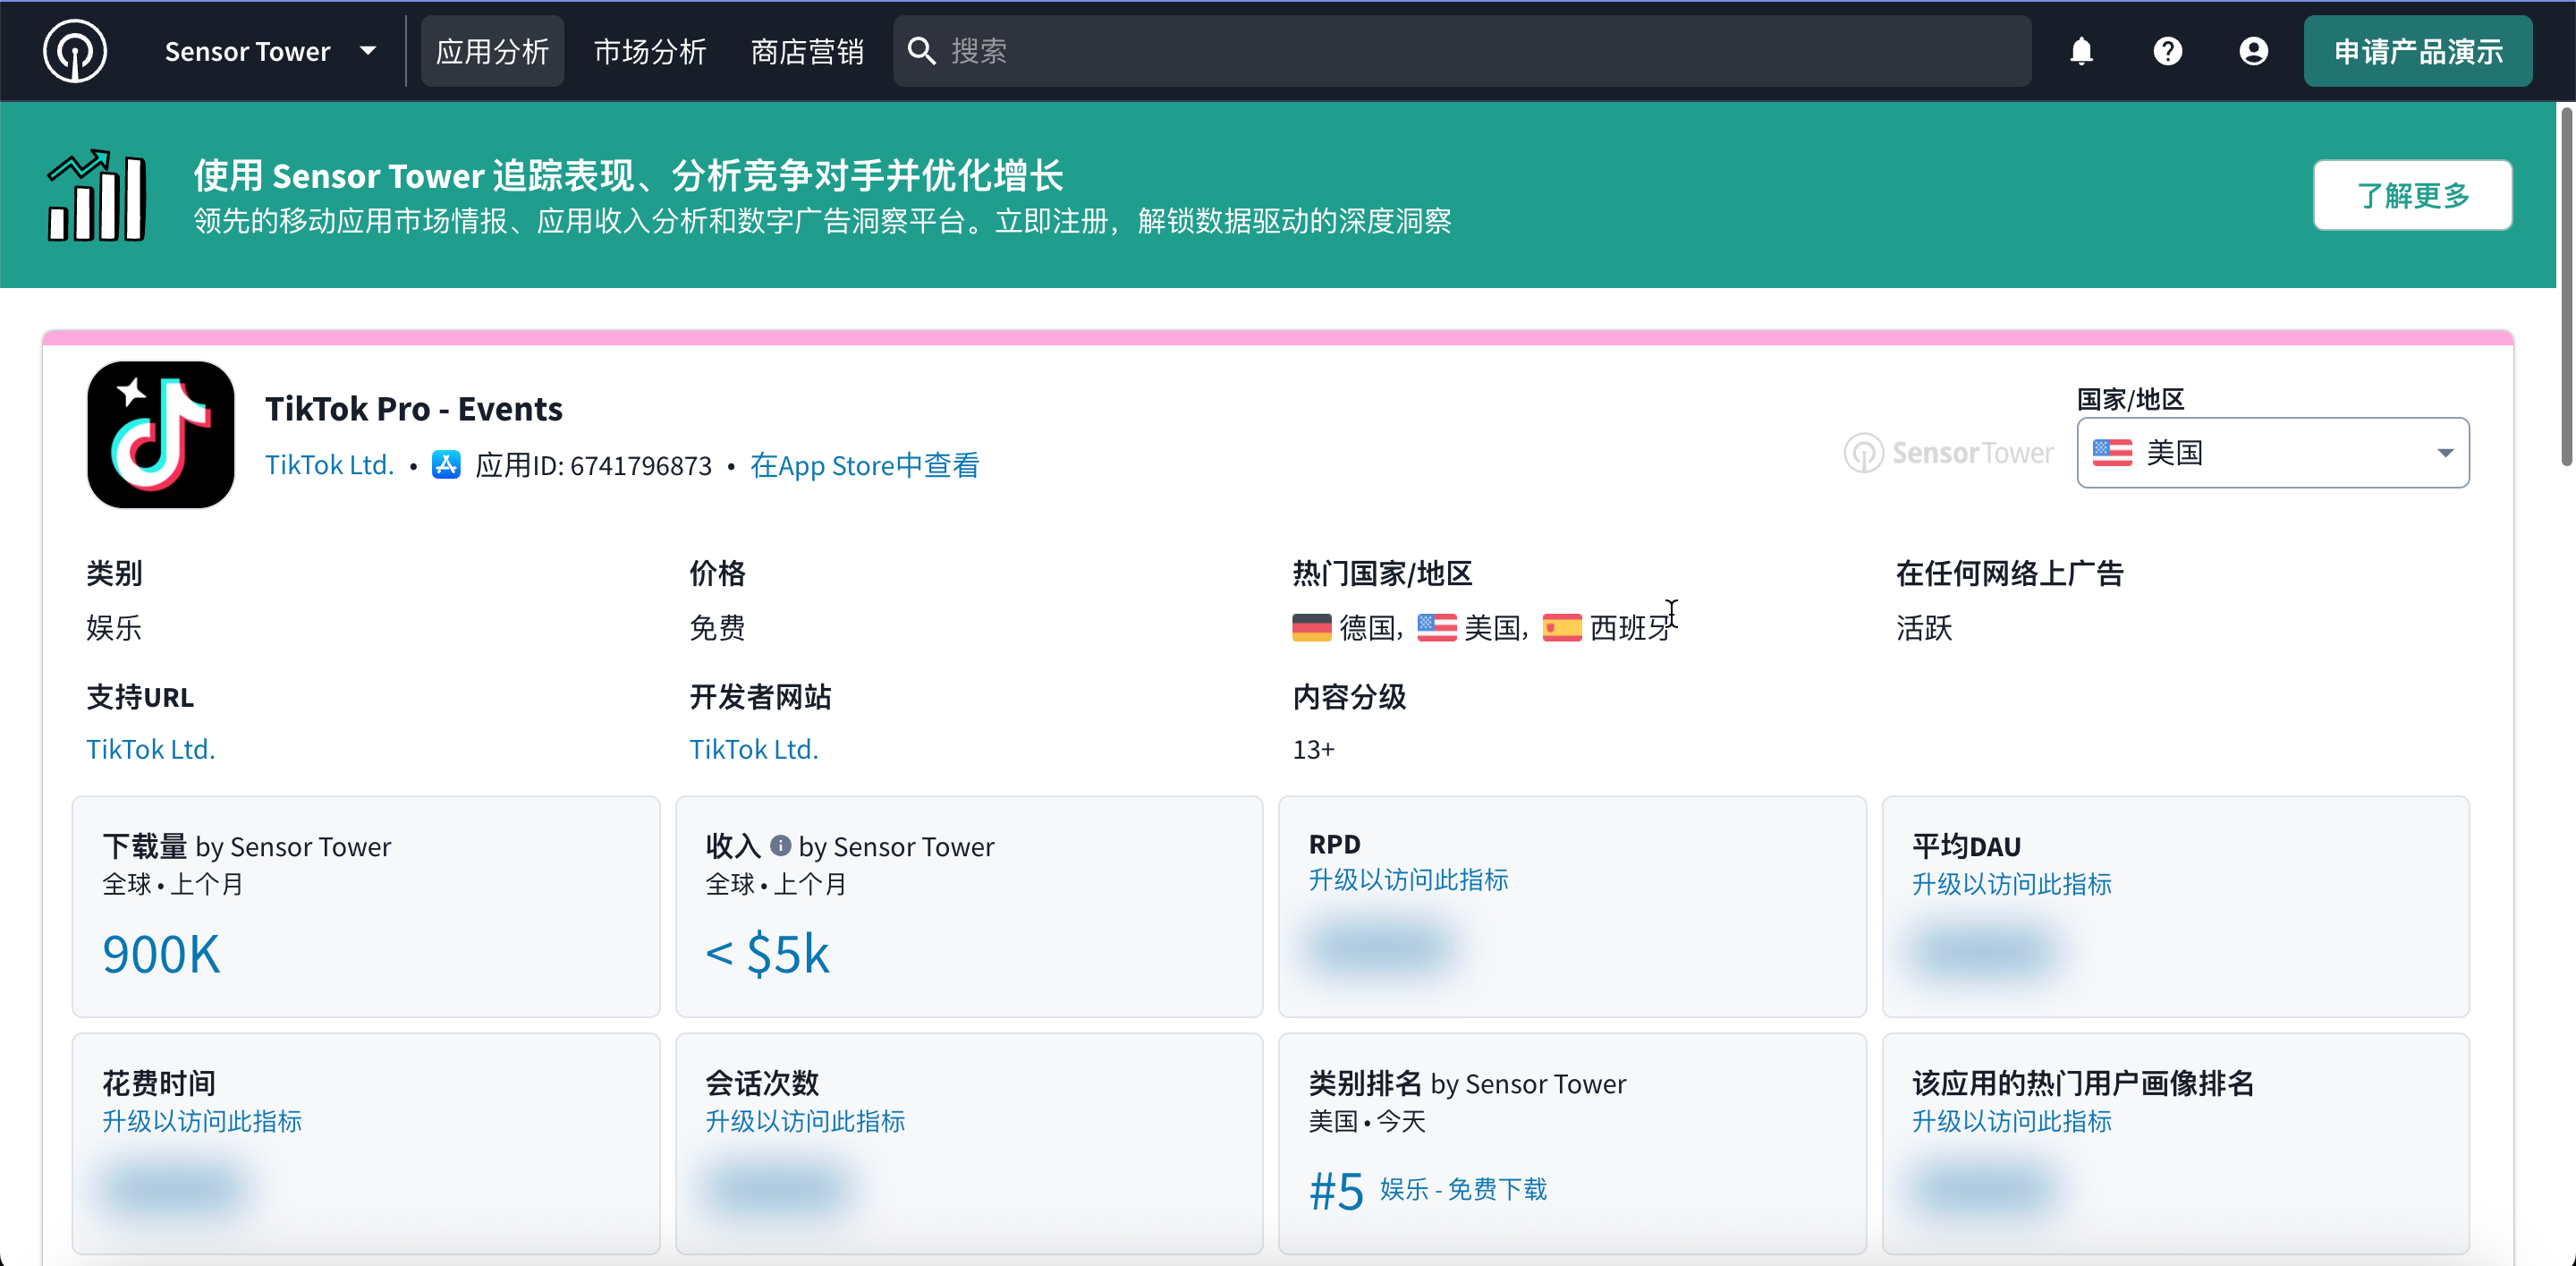 Sensor Tower 应用分析 市场分析 商店营销 搜索 申请产品演示
使用 Sensor Tower 追踪表现、分析竞争对手并优化增长
领先的移动应用市场情报、应用收入分析和数字广告洞察平台。立即注册，解锁数据驱动的深度洞察
了解更多
TikTok Pro - Events
TikTok Ltd. • 应用ID: 6741796873 • 在App Store中查看
SensorTower
国家/地区
美国
类别 价格 热门国家/地区 在任何网络上广告
娱乐 免费 德国, 美国, 西班牙 活跃
支持URL 开发者网站 内容分级
TikTok Ltd. TikTok Ltd. 13+
下载量 by Sensor Tower
全球 • 上个月
900K
收入 by Sensor Tower
全球 • 上个月
< $5k
RPD
升级以访问此指标
平均DAU
升级以访问此指标
花费时间
升级以访问此指标
会话次数
升级以访问此指标
类别排名 by Sensor Tower
美国 • 今天
#5 娱乐 - 免费下载
该应用的热门用户画像排名
升级以访问此指标